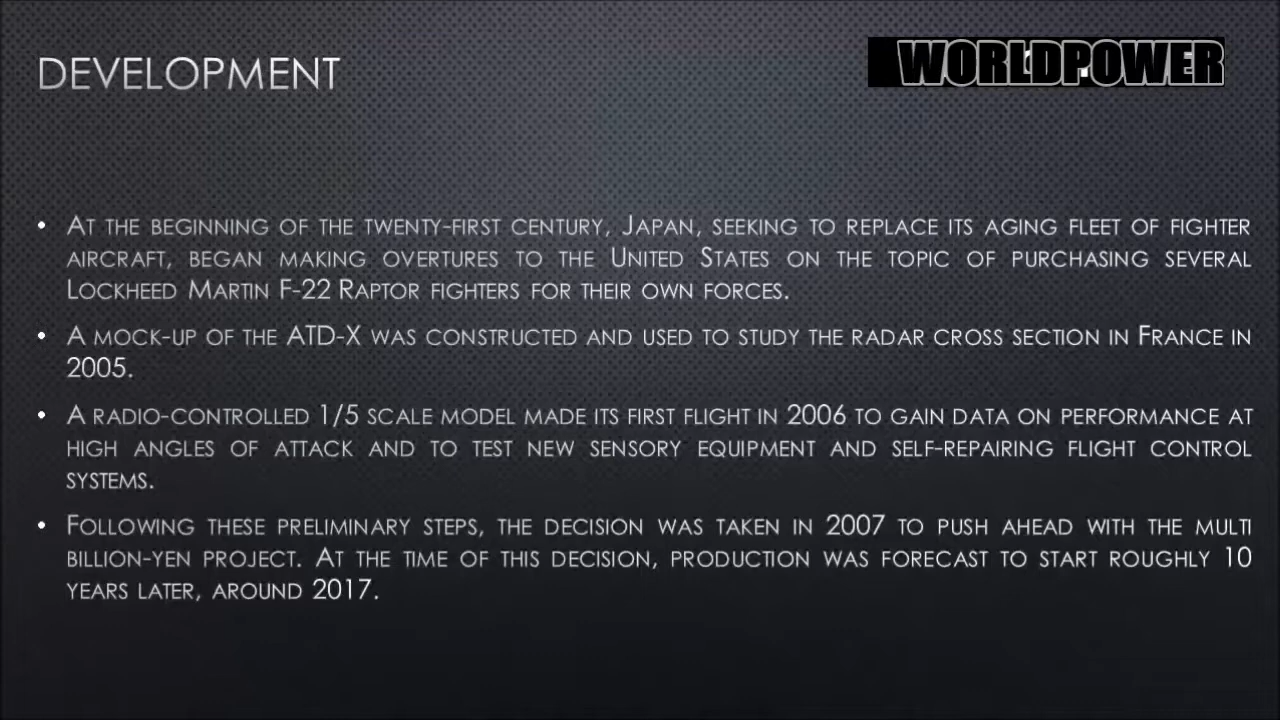 DEVELOPMENT
WORLDPOWER
• At the beginning of the twenty-first century, Japan, seeking to replace its aging fleet of fighter
aircraft, began making overtures to the United States on the topic of purchasing several
Lockheed Martin F-22 Raptor fighters for their own forces.
• A mock-up of the ATD-X was constructed and used to study the radar cross section in France in
2005.
• A radio-controlled 1/5 scale model made its first flight in 2006 to gain data on performance at
high angles of attack and to test new sensory equipment and self-repairing flight control
systems.
• Following these preliminary steps, the decision was taken in 2007 to push ahead with the multi
billion-yen project. At the time of this decision, production was forecast to start roughly 10
years later, around 2017.